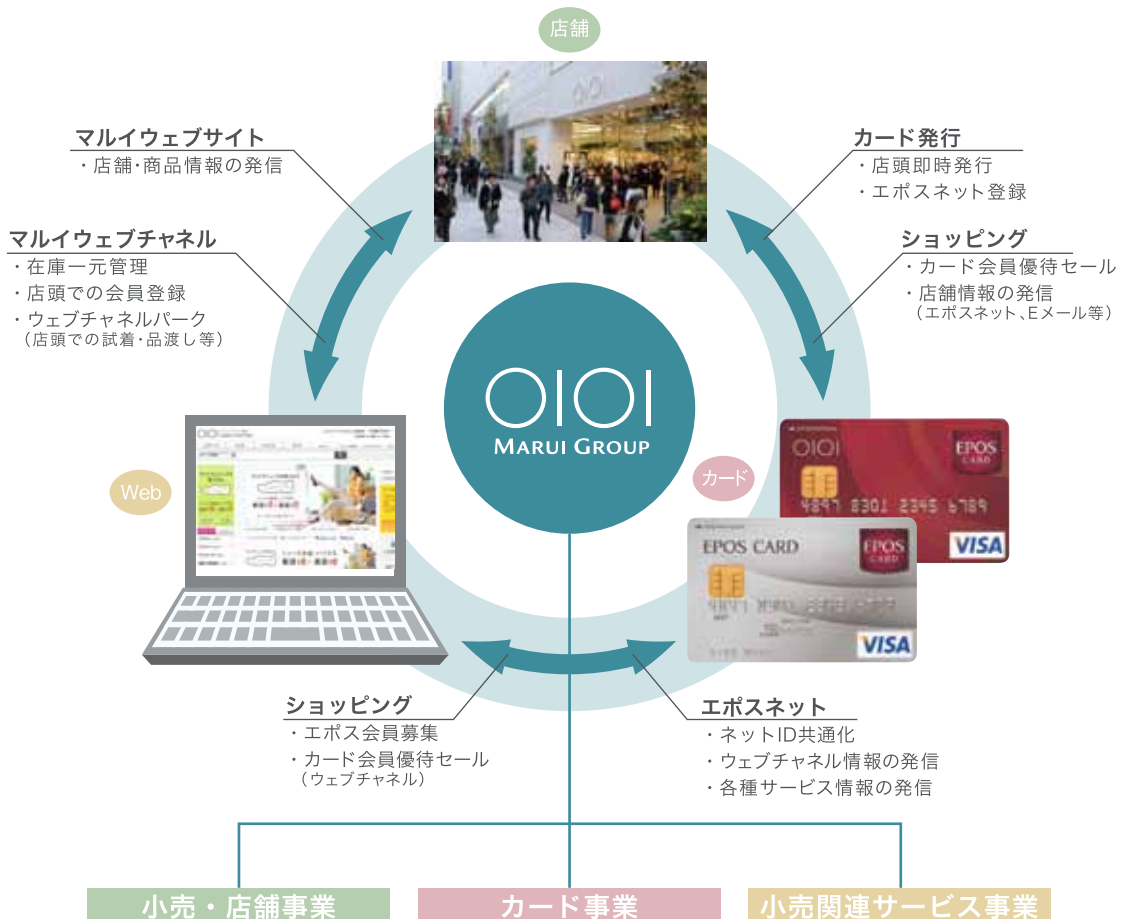 店舗
OIOI
マルイウェブサイト
・店舗・商品情報の発信
カード発行
・店頭即時発行
・エポスネット登録
マルイウェブチャネル
・在庫一元管理
・店頭での会員登録
・ウェブチャネルパーク
（店頭での試着・品渡し等）
ショッピング
・カード会員優待セール
・店舗情報の発信
（エポスネット、Eメール等）
OIOI
MARUI GROUP
Web
カード
OIOI
EPOS
CARD
4897 8301 2345 6789
VISA
EPOS CARD
EPOS
CARD
VISA
OIOI
ショッピング
・エポス会員募集
・カード会員優待セール
（ウェブチャネル）
エポスネット
・ネットID共通化
・ウェブチャネル情報の発信
・各種サービス情報の発信
小売・店舗事業
カード事業
小売関連サービス事業